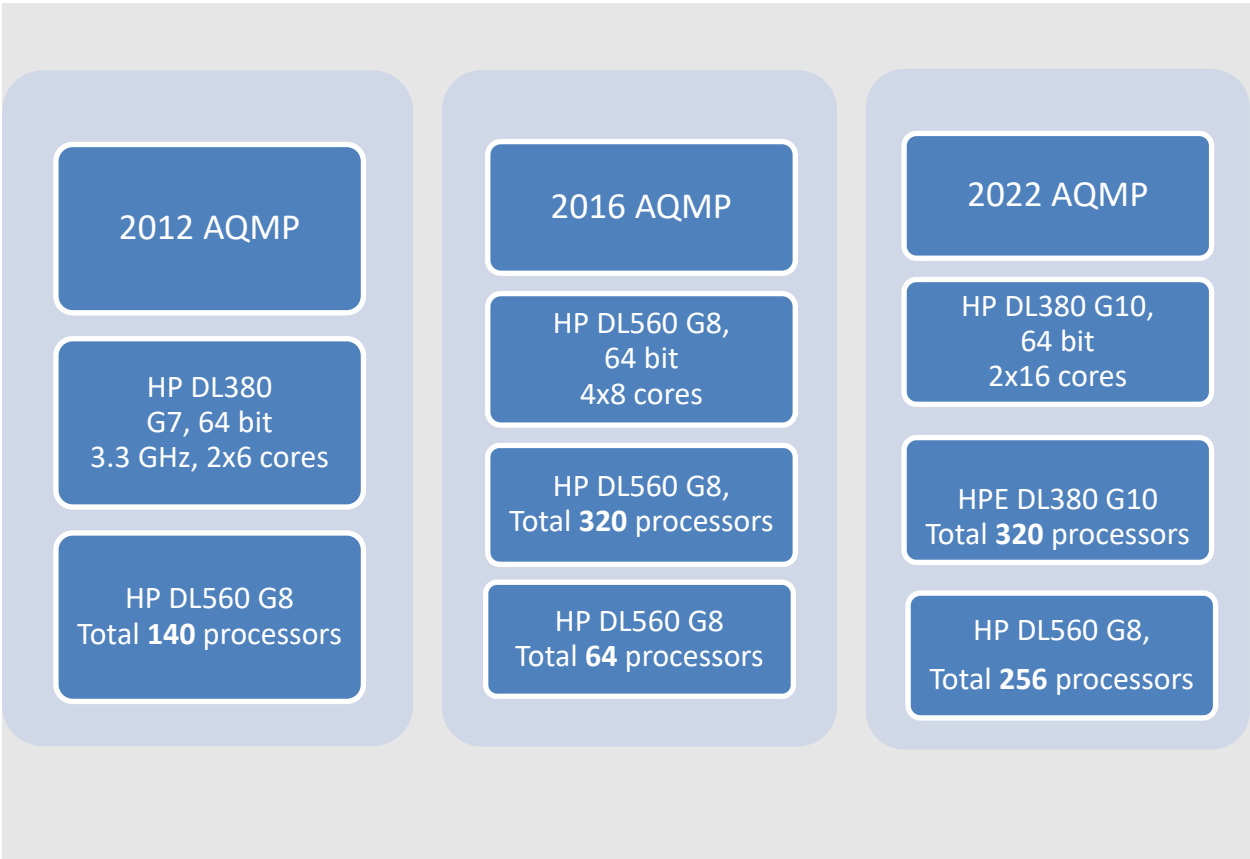 2012 AQMP
HP DL380
G7, 64 bit
3.3 GHz, 2x6 cores
HP DL560 G8
Total 140 processors
2016 AQMP
HP DL560 G8,
64 bit
4x8 cores
HP DL560 G8,
Total 320 processors
HP DL560 G8
Total 64 processors
2022 AQMP
HP DL380 G10,
64 bit
2x16 cores
HPE DL380 G10
Total 320 processors
HP DL560 G8,
Total 256 processors